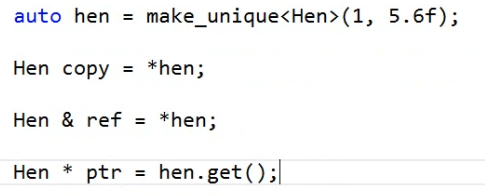 auto hen = make_unique<Hen>(1, 5.6f);
Hen copy = *hen;
Hen & ref = *hen;
Hen * ptr = hen.get();